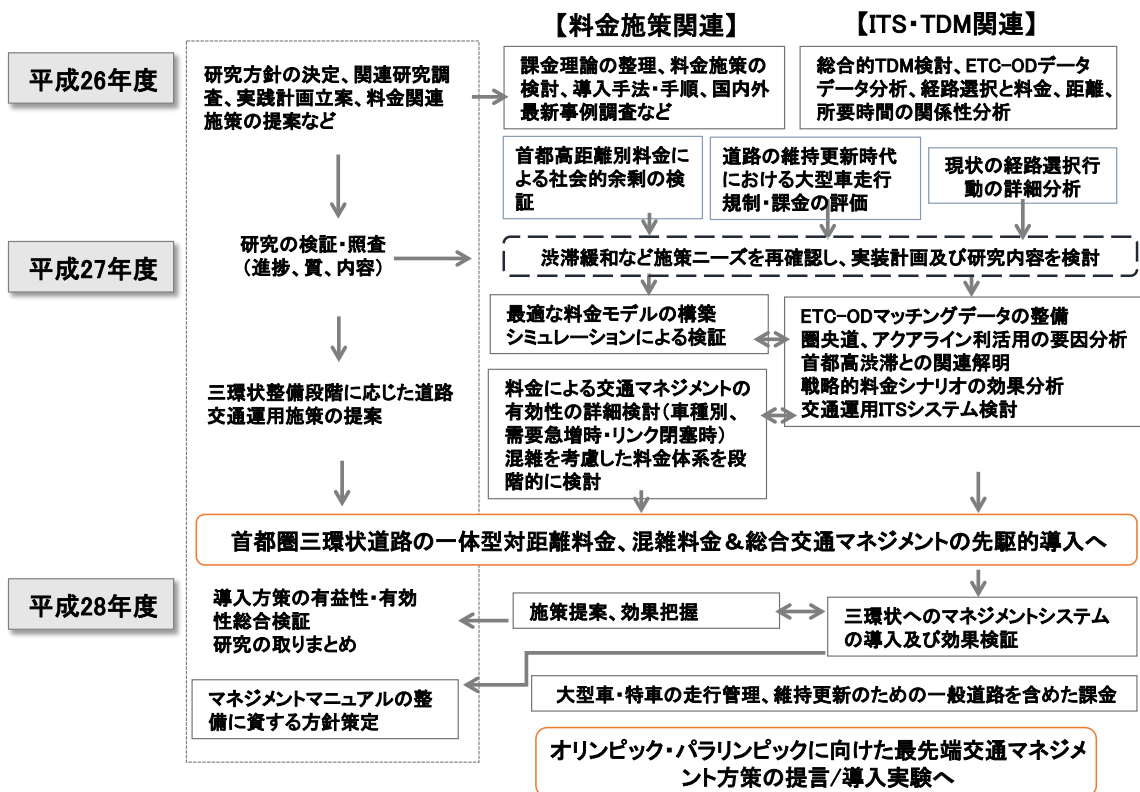 【料金施策関連】
【ITS・TDM関連】
平成26年度
研究方針の決定、関連研究調
査、実践計画立案、料金関連
施策の提案など
課金理論の整理、料金施策の
検討、導入手法・手順、国内外
最新事例調査など
総合的TDM検討、ETC-ODデータ
データ分析、経路選択と料金、距離、
所要時間の関係性分析
首都高距離別料金に
よる社会的余剰の検
証
道路の維持更新時代
における大型車走行
規制・課金の評価
現状の経路選択行
動の詳細分析
平成27年度
研究の検証・照査
(進捗、質、内容)
渋滞緩和など施策ニーズを再確認し、実装計画及び研究内容を検討
最適な料金モデルの構築
シミュレーションによる検証
ETC-ODマッチングデータの整備
圏央道、アクアライン利活用の要因分析
首都高渋滞との関連解明
戦略的料金シナリオの効果分析
交通運用ITSシステム検討
三環状整備段階に応じた道路
交通運用施策の提案
料金による交通マネジメントの
有効性の詳細検討(車種別、
需要急増時・リンク閉塞時)
混雑を考慮した料金体系を段
階的に検討
首都圏三環状道路の一体型対距離料金、混雑料金&総合交通マネジメントの先駆的導入へ
平成28年度
導入方策の有益性・有効
性総合検証
研究の取りまとめ
施策提案、効果把握
三環状へのマネジメントシステム
の導入及び効果検証
マネジメントマニュアルの整
備に資する方針策定
大型車・特車の走行管理、維持更新のための一般道路を含めた課金
オリンピック・パラリンピックに向けた最先端交通マネジメ
ント方策の提言/導入実験へ